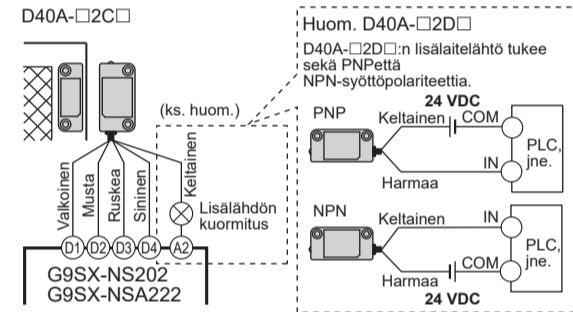 D40A-□2C□
(ks. huom.)
Valkoinen
Musta
Ruskea
Sininen
Keltainen
Lisälähdön
kuormitus
D1 D2 D3 D4 A2
G9SX-NS202
G9SX-NSA222
Huom. D40A-□2D□
D40A-□2D□:n lisälaitelähtö tukee
sekä PNPettä
NPN-syöttöpolariteettia.
PNP
24 VDC
Keltainen
COM
IN
Harmaa
PLC,
jne.
NPN
Keltainen
IN
COM
Harmaa
24 VDC
PLC,
jne.